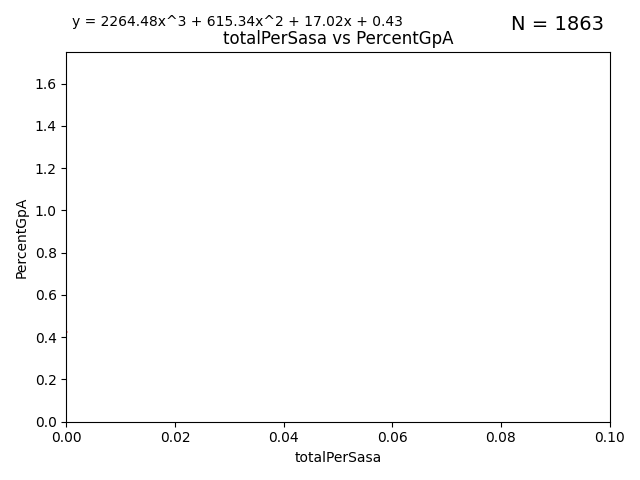 y = 2264.48x^3 + 615.34x^2 + 17.02x + 0.43
N = 1863
totalPerSasa vs PercentGpA
1.6
1.4
1.2
1.0
0.8
0.6
0.4
0.2
0.0
PercentGpA
0.00 0.02 0.04 0.06 0.08 0.10
totalPerSasa